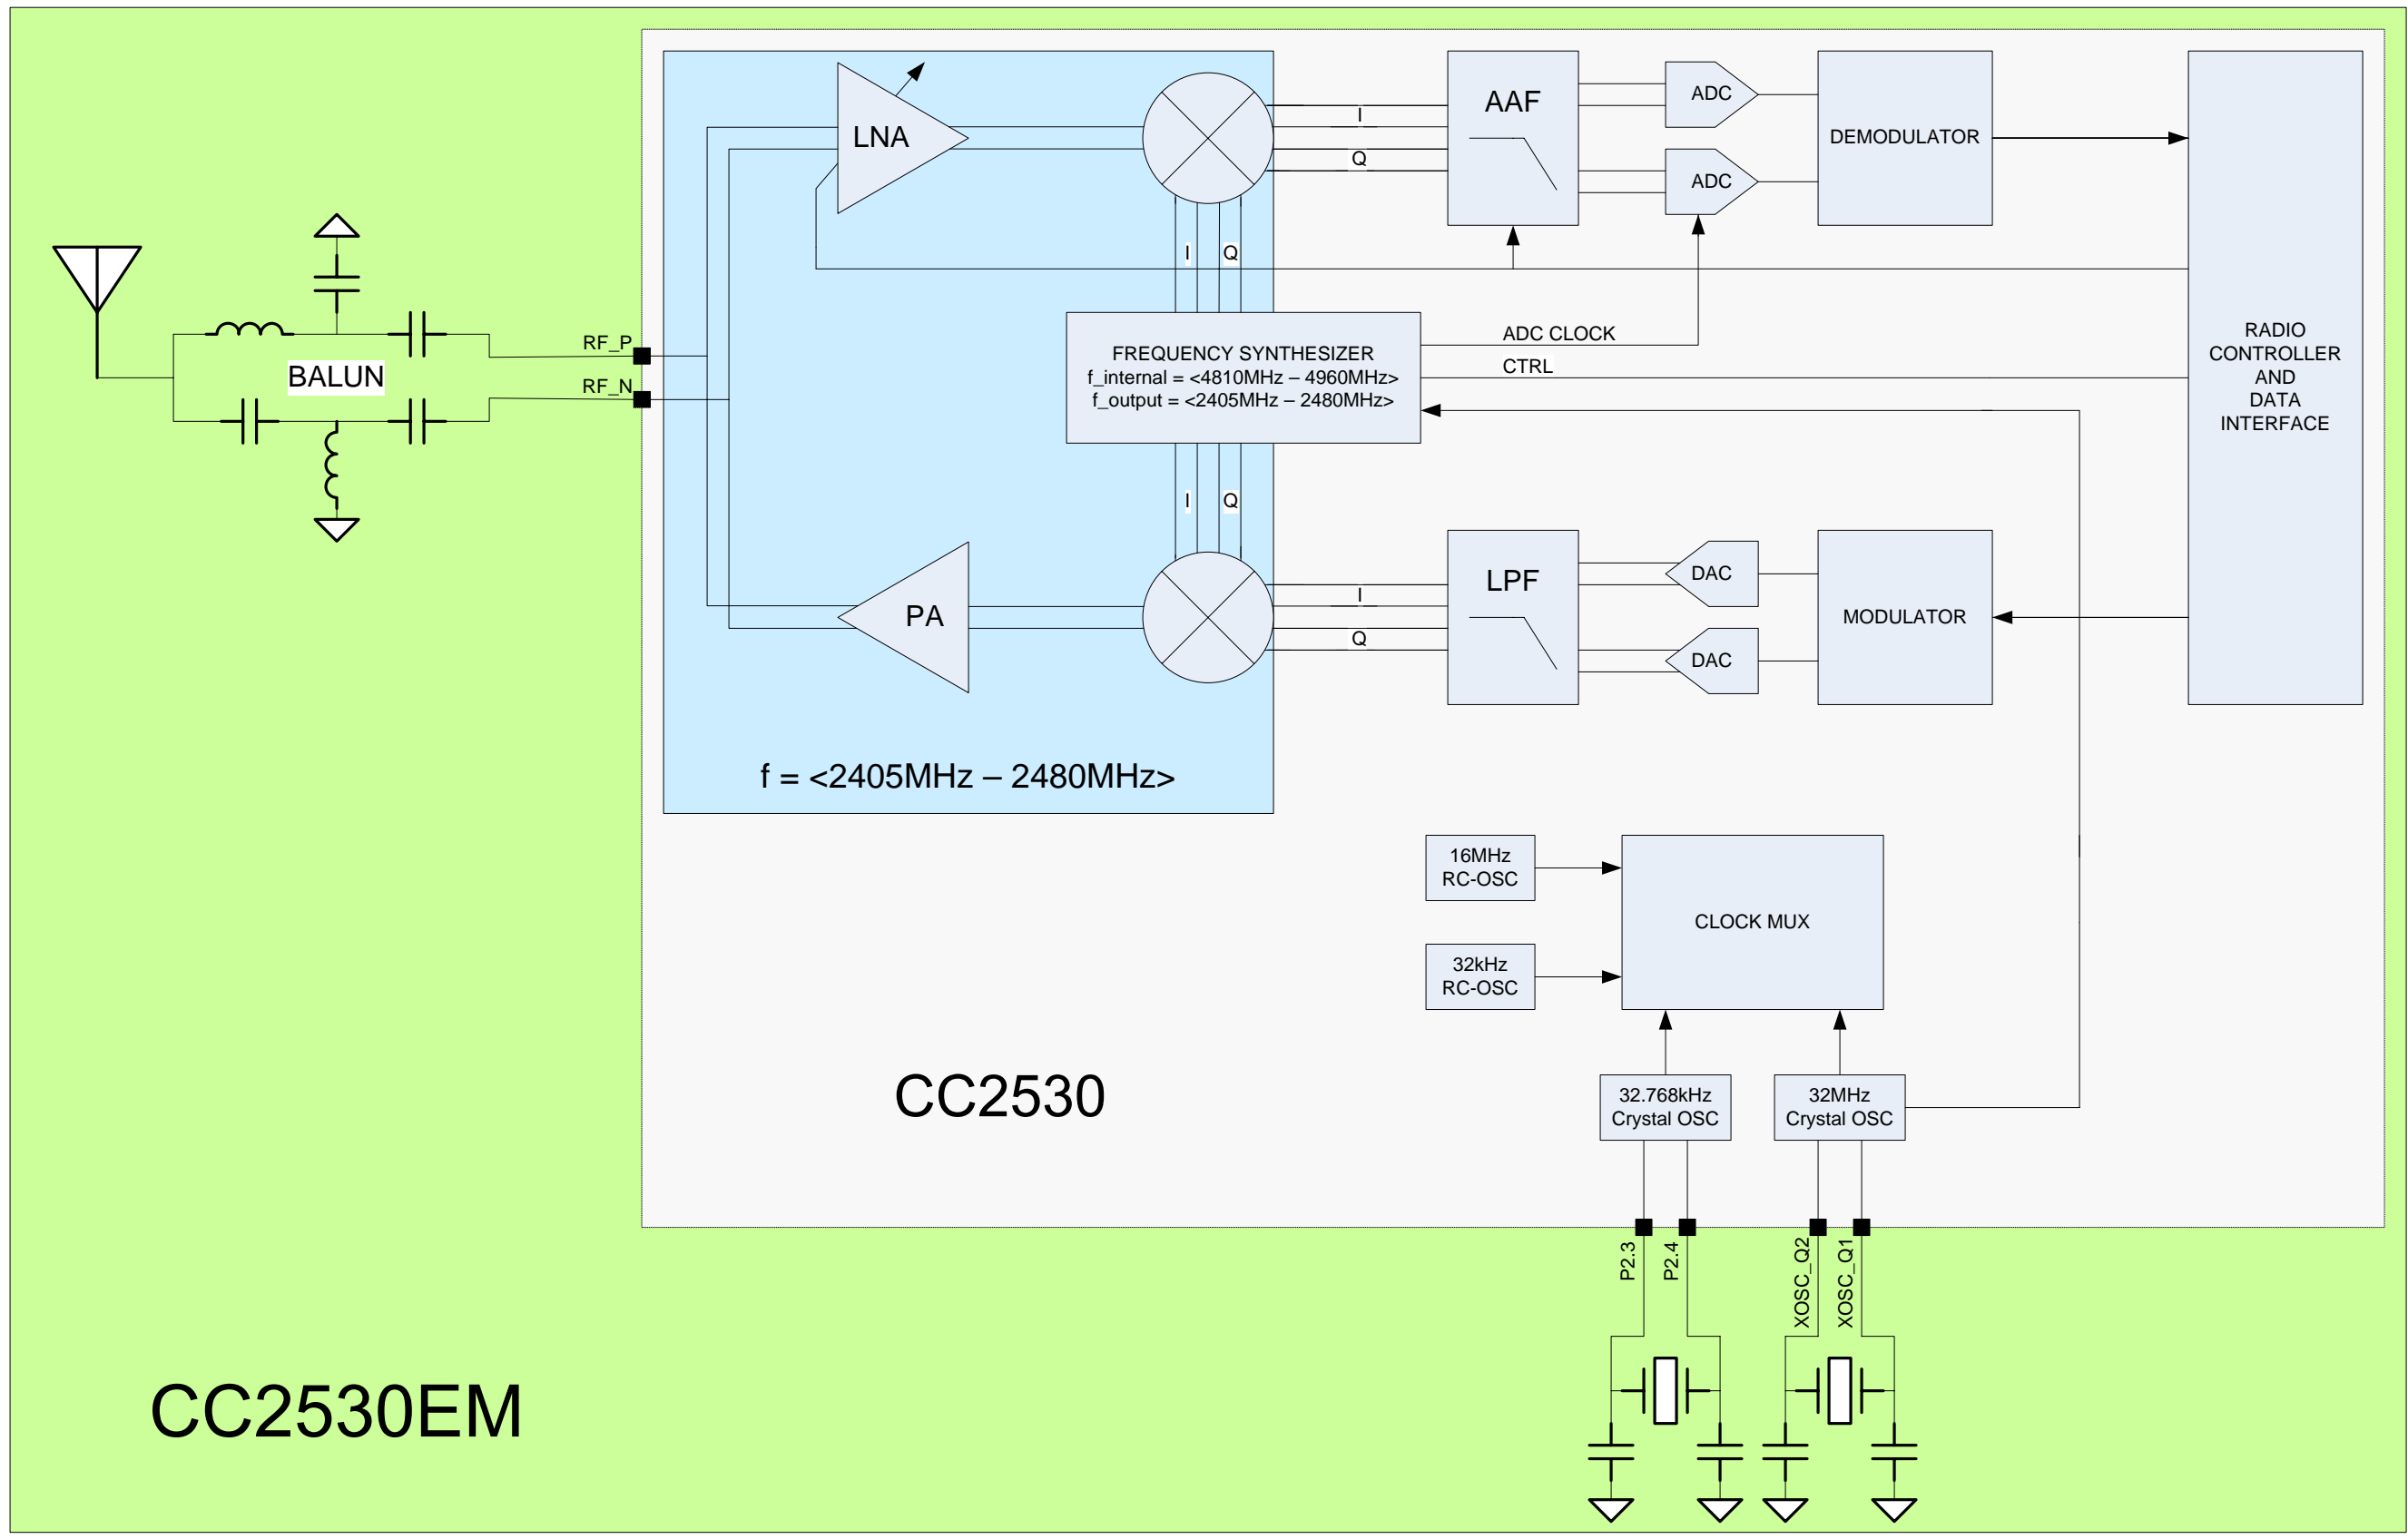 LNA
I
Q
AAF
ADC
ADC
DEMODULATOR
I
Q
RADIO
CONTROLLER
AND
DATA
INTERFACE
BALUN
RF_P
RF_N
FREQUENCY SYNTHESIZER
f_internal = <4810MHz – 4960MHz>
f_output = <2405MHz – 2480MHz>
ADC CLOCK
CTRL
I
Q
PA
I
Q
LPF
DAC
DAC
MODULATOR
f = <2405MHz – 2480MHz>
16MHz
RC-OSC
32kHz
RC-OSC
CLOCK MUX
CC2530
32.768kHz
Crystal OSC
32MHz
Crystal OSC
P2.3
P2.4
XOSC_Q2
XOSC_Q1
CC2530EM